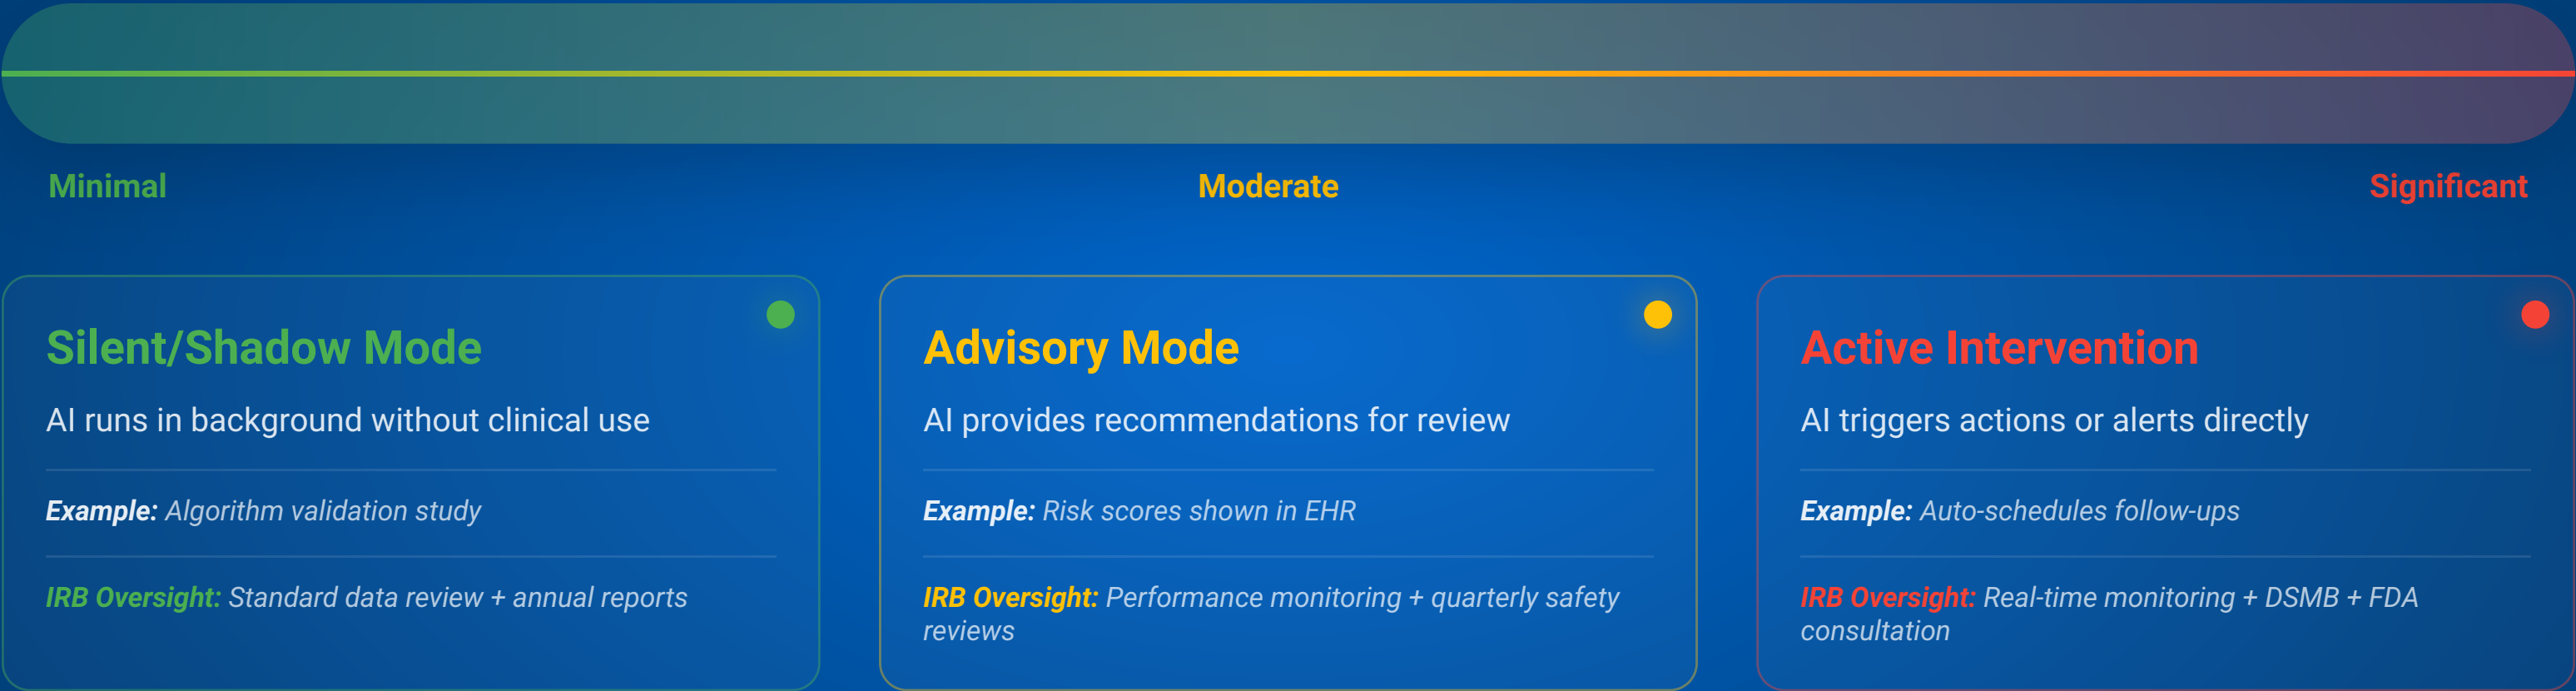 Minimal
Moderate
Significant
Silent/Shadow Mode
AI runs in background without clinical use
Example: Algorithm validation study
IRB Oversight: Standard data review + annual reports
Advisory Mode
AI provides recommendations for review
Example: Risk scores shown in EHR
IRB Oversight: Performance monitoring + quarterly safety
reviews
Active Intervention
AI triggers actions or alerts directly
Example: Auto-schedules follow-ups
IRB Oversight: Real-time monitoring + DSMB + FDA
consultation